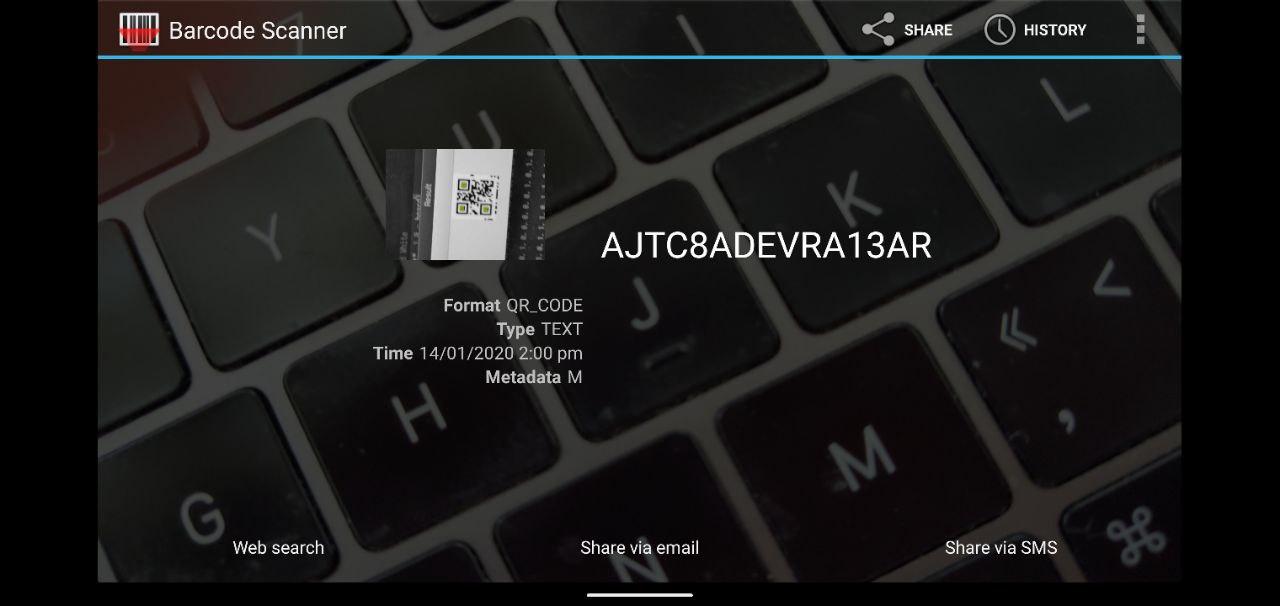 Barcode Scanner
SHARE
HISTORY
Result
AJTC8ADEVRA13AR
Format QR_CODE
Type TEXT
Time 14/01/2020 2:00 pm
Metadata M
Web search
Share via email
Share via SMS
U
I
L
Y
K
J
<
«
,
H
M
G
N
⌘